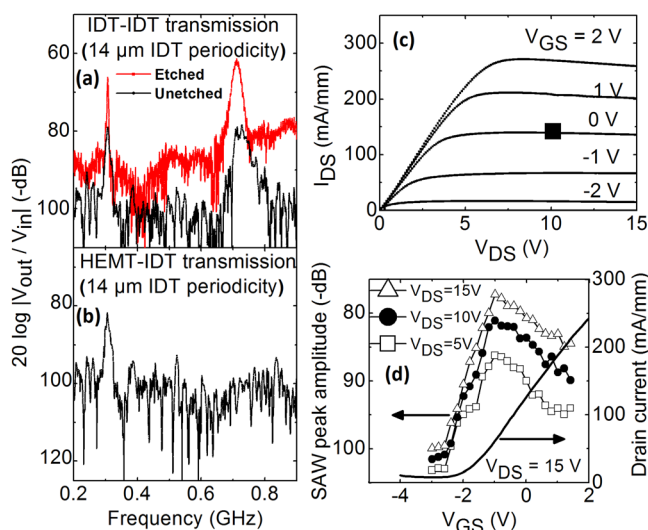 IDT-IDT transmission
(14 µm IDT periodicity)
(a)
Etched
Unetched
60
80
100
20 log |Vout / Vin| (-dB)
HEMT-IDT transmission
(14 µm IDT periodicity)
(b)
80
100
120
0.2 0.4 0.6 0.8
Frequency (GHz)
(c)
VGS = 2 V
1 V
0 V
-1 V
-2 V
300
250
200
150
100
50
0
IDS (mA/mm)
0 5 10 15
VDS (V)
VDS=15V
VDS=10V
VDS=5V
(d)
80
90
100
SAW peak amplitude (-dB)
300
200
100
0
Drain current (mA/mm)
VDS = 15 V
-4 -2 0 2
VGS (V)